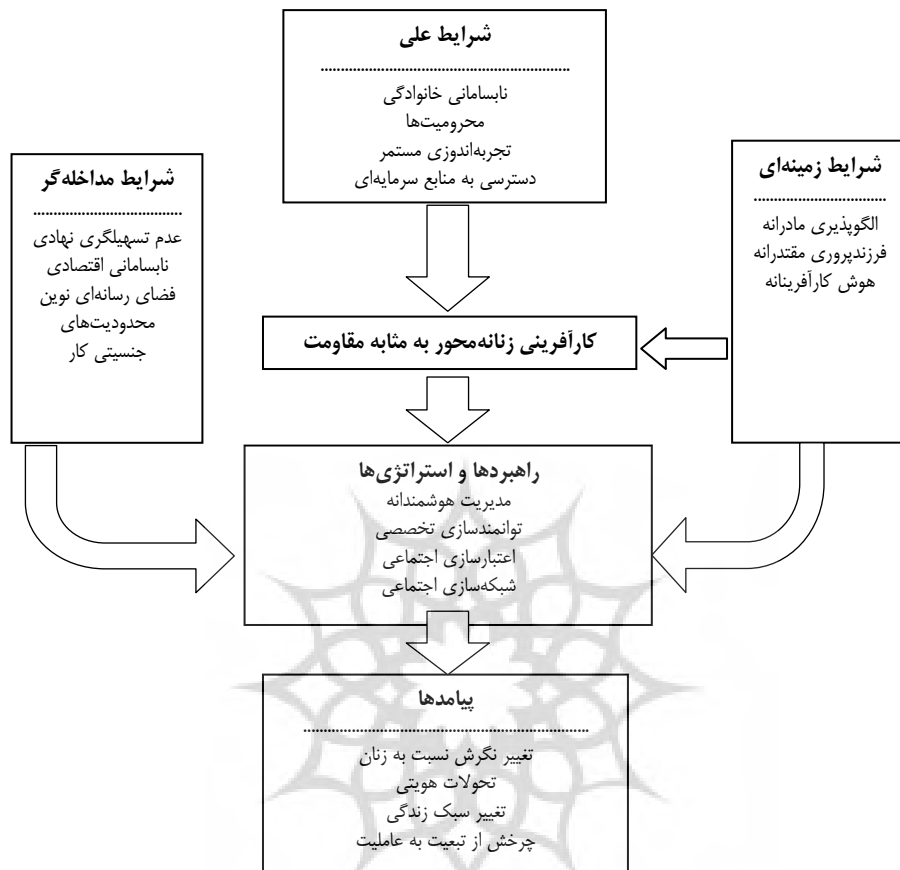 شرایط علی
نابسامانی خانوادگی
محرومیت‌ها
تجربه‌اندوزی مستمر
دسترسی به منابع سرمایه‌ای
شرایط زمینه‌ای
الگوپذیری مادرانه
فرزندپروری مقتدرانه
هوش کارآفرینانه
شرایط مداخله‌گر
عدم تسهیلگری نهادی
نابسامانی اقتصادی
فضای رسانه‌ای نوین
محدودیت‌های
جنسیتی کار
کارآفرینی زنانه‌محور به مثابه مقاومت
راهبردها و استراتژی‌ها
مدیریت هوشمندانه
توانمندسازی تخصصی
اعتبارسازی اجتماعی
شبکه‌سازی اجتماعی
پیامدها
تغییر نگرش نسبت به زنان
تحولات هویتی
تغییر سبک زندگی
چرخش از تبعیت به عاملیت